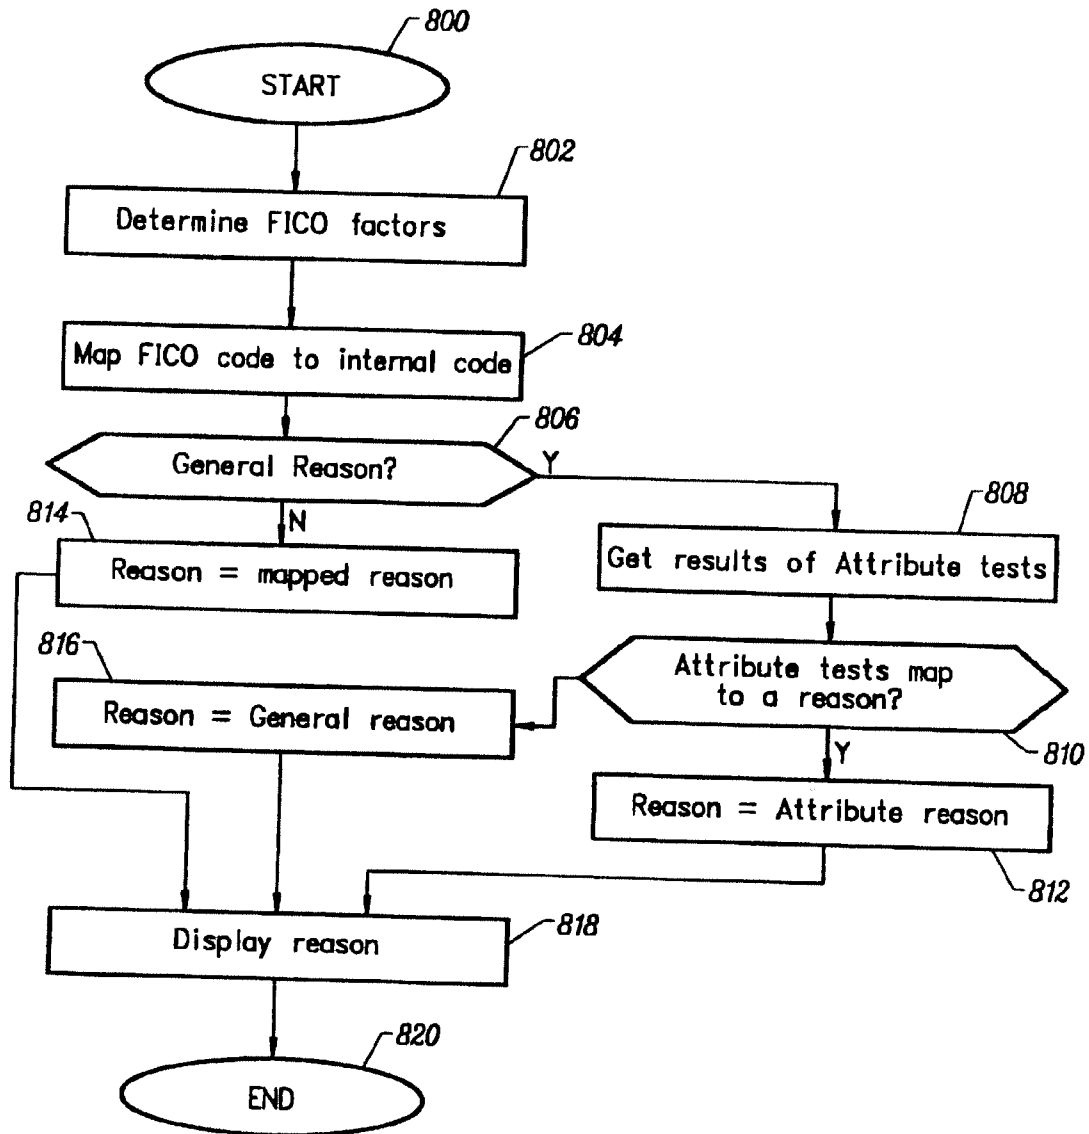 800
START
802
Determine FICO factors
804
Map FICO code to internal code
806
General Reason?
Y
N
808
Get results of Attribute tests
814
Reason = mapped reason
816
Reason = General reason
Attribute tests map
to a reason?
810
Y
Reason = Attribute reason
812
Display reason
818
820
END